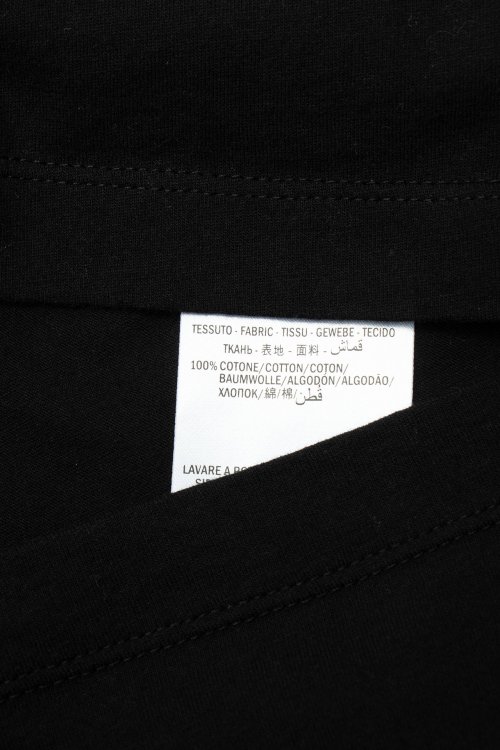 TESSUTO - FABRIC - TISSU - GEWEBE - TECIDO
ТКАНЬ - 表地 - 面料 - قماش
100% COTONE/COTTON/COTON/
BAUMWOLLE/ALGODÓN/ALGODÃO/
ХЛОПОК/綿/棉/قطن
LAVARE A